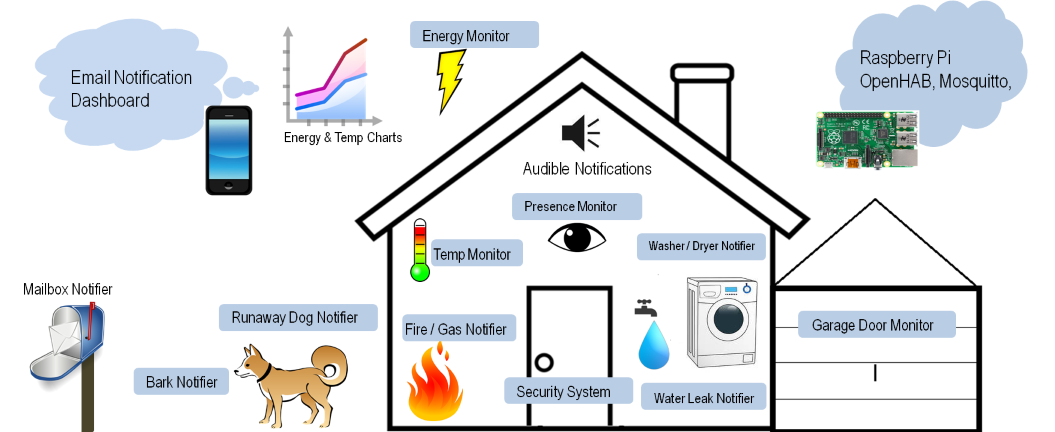 Energy Monitor
Email Notification
Dashboard
Raspberry Pi
OpenHAB, Mosquitto,
Energy & Temp Charts
Audible Notifications
Presence Monitor
Temp Monitor
Washer / Dryer Notifier
Mailbox Notifier
Runaway Dog Notifier
Fire / Gas Notifier
Garage Door Monitor
Bark Notifier
Security System
Water Leak Notifier